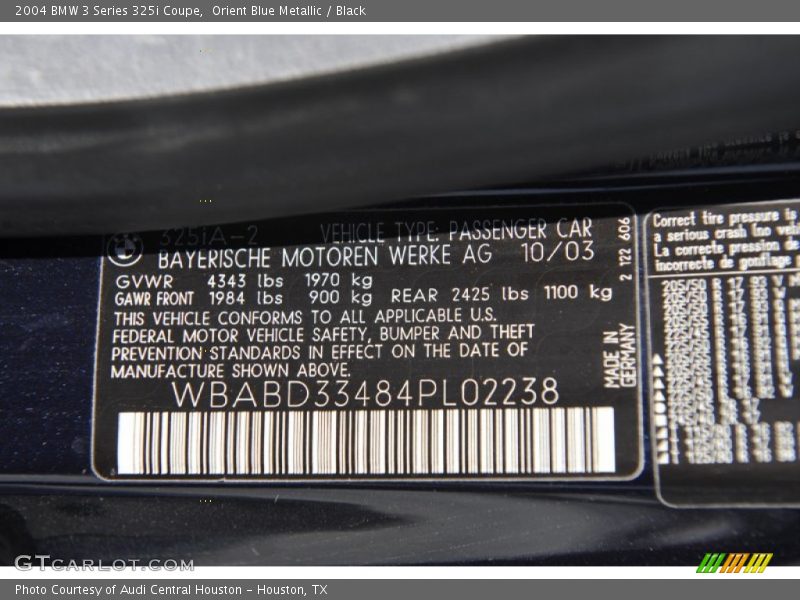 2004 BMW 3 Series 325i Coupe, Orient Blue Metallic / Black
325iA-2 VEHICLE TYPE: PASSENGER CAR
BAYERISCHE MOTOREN WERKE AG 10/03
GVWR 4343 lbs 1970 kg
GAWR FRONT 1984 lbs 900 kg REAR 2425 lbs 1100 kg
THIS VEHICLE CONFORMS TO ALL APPLICABLE U.S.
FEDERAL MOTOR VEHICLE SAFETY, BUMPER AND THEFT
PREVENTION STANDARDS IN EFFECT ON THE DATE OF
MANUFACTURE SHOWN ABOVE.
WBABD33484PL02238
2 122 606
MADE IN
GERMANY
Correct tire pressure is
a serious crash (no veh
La correcte pression de
incorrecte de gonflage
GTCARLOT.COM
Photo Courtesy of Audi Central Houston - Houston, TX